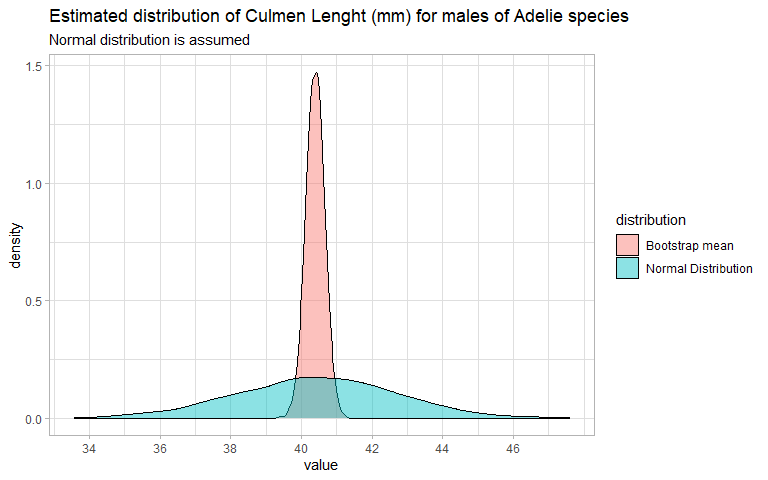 Estimated distribution of Culmen Lenght (mm) for males of Adelie species
Normal distribution is assumed
1.5
1.0
0.5
0.0
density
34 36 38 40 42 44 46
value
distribution
Bootstrap mean
Normal Distribution